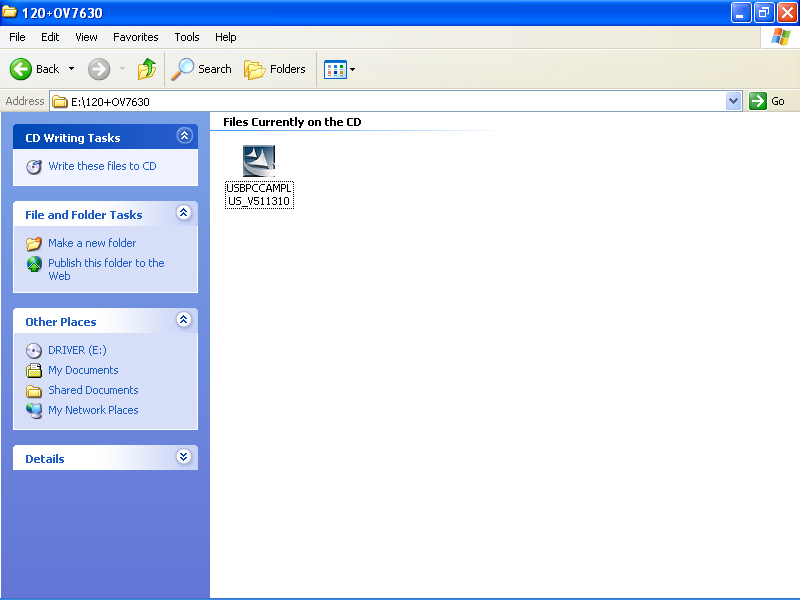 120+OV7630
File Edit View Favorites Tools Help
Back Search Folders
Address E:\120+OV7630 Go
CD Writing Tasks
Write these files to CD
File and Folder Tasks
Make a new folder
Publish this folder to the
Web
Other Places
DRIVER (E:)
My Documents
Shared Documents
My Network Places
Details
Files Currently on the CD
USBPCCAMPL
US_V511310